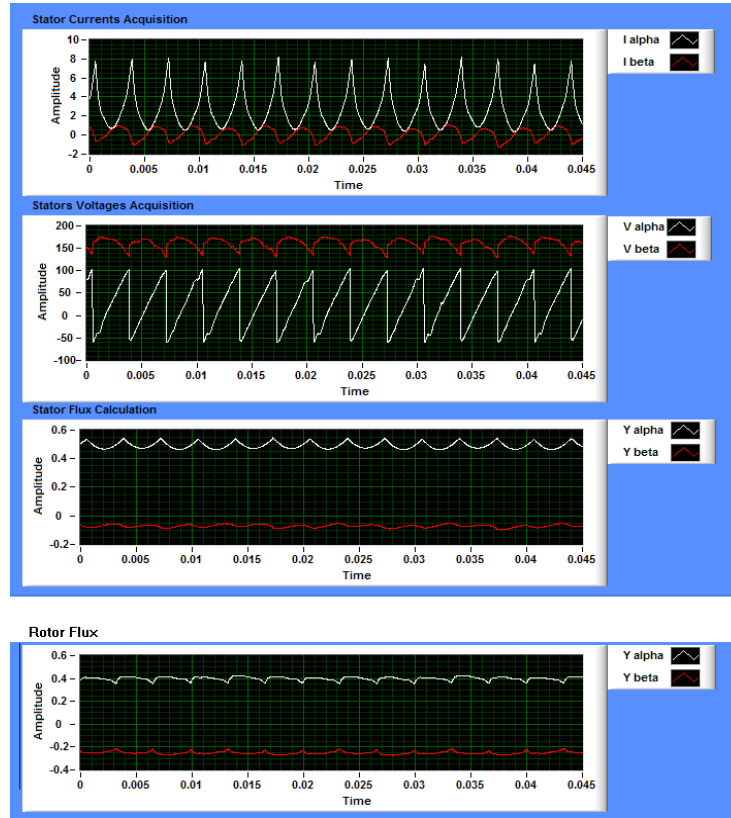 Stator Currents Acquisition
I alpha
I beta
10
8
6
4
2
0
-2
Amplitude
0 0.005 0.01 0.015 0.02 0.025 0.03 0.035 0.04 0.045
Time
Stators Voltages Acquisition
V alpha
V beta
200
150
100
50
0
-50
-100
Amplitude
0 0.005 0.01 0.015 0.02 0.025 0.03 0.035 0.04 0.045
Time
Stator Flux Calculation
Y alpha
Y beta
0.6
0.4
0.2
0
-0.2
Amplitude
0 0.005 0.01 0.015 0.02 0.025 0.03 0.035 0.04 0.045
Time
Rotor Flux
Y alpha
Y beta
0.6
0.4
0.2
0
-0.2
-0.4
Amplitude
0 0.005 0.01 0.015 0.02 0.025 0.03 0.035 0.04 0.045
Time